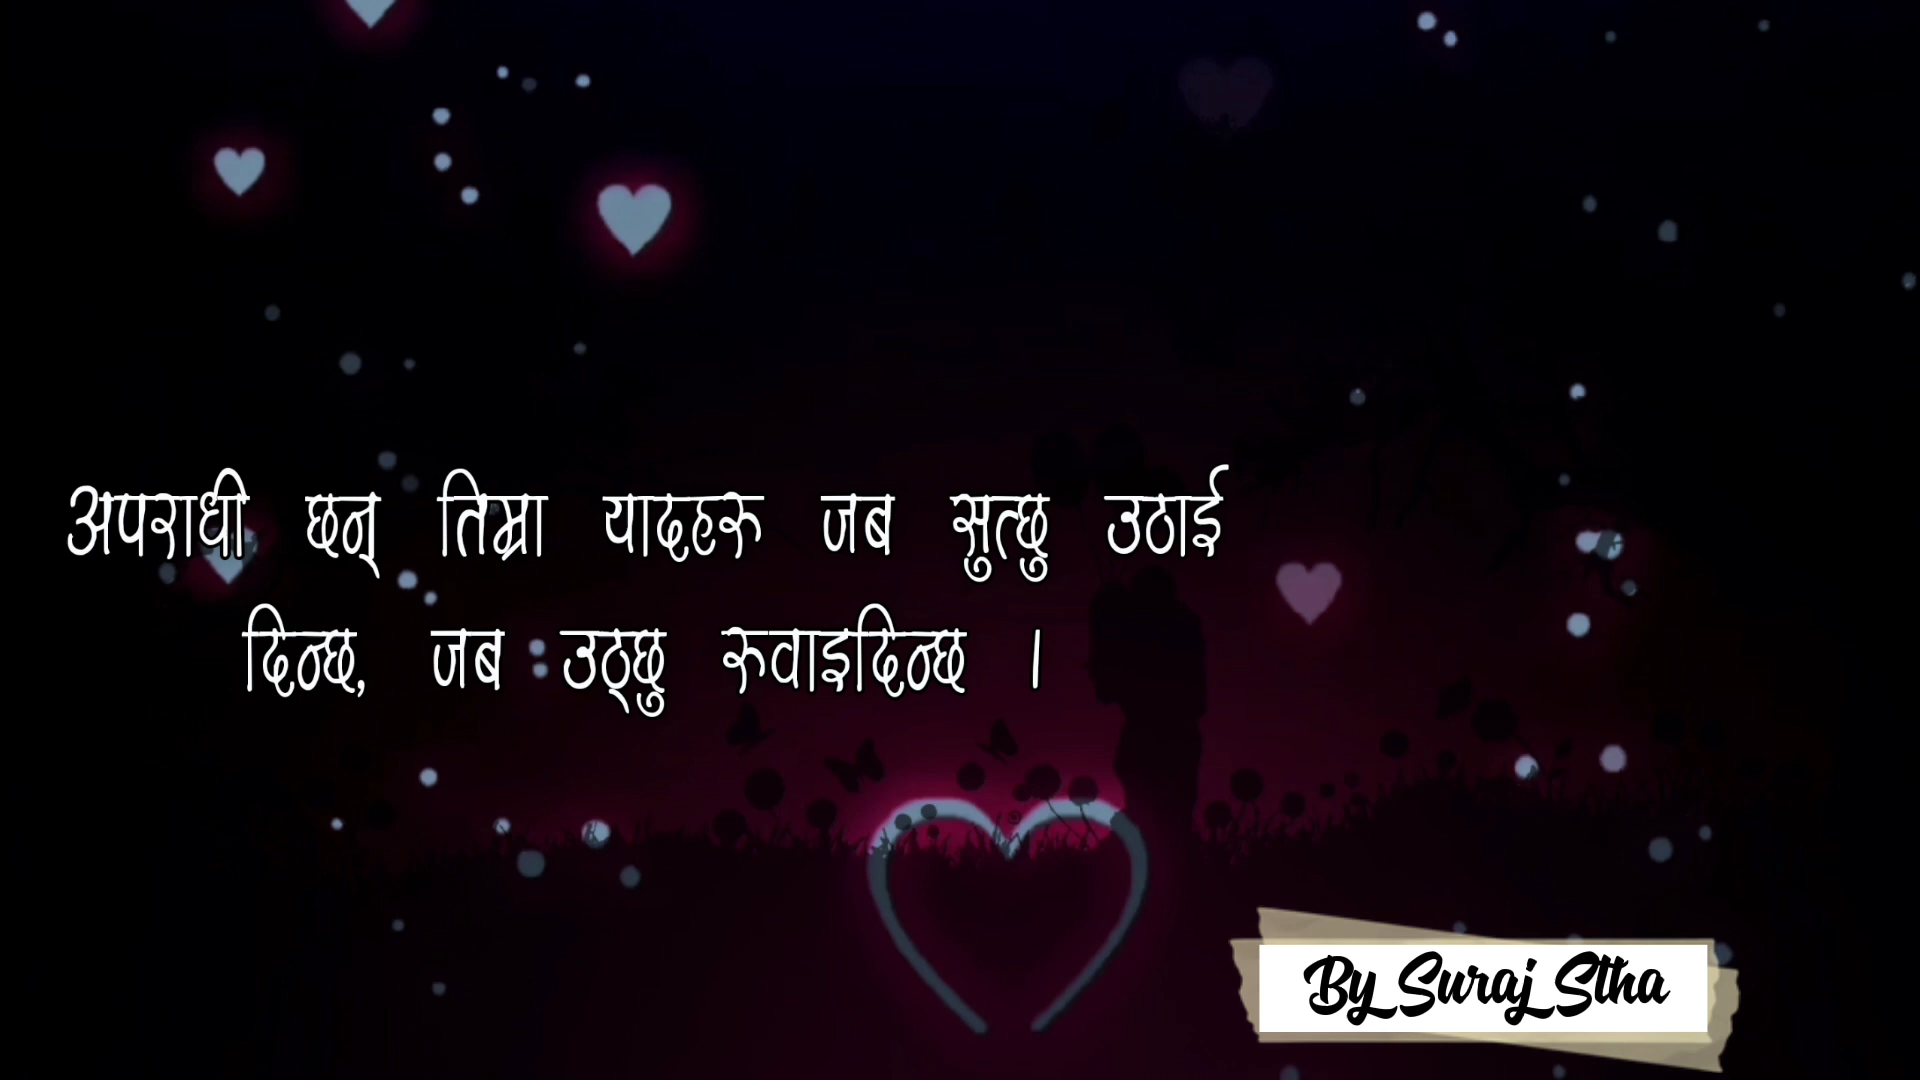 अपराधी छन् तिम्रा यादहरु जब सुत्छु उठाई
दिन्छ, जब उठ्छु रुवाइदिन्छ ।
By Suraj Stha